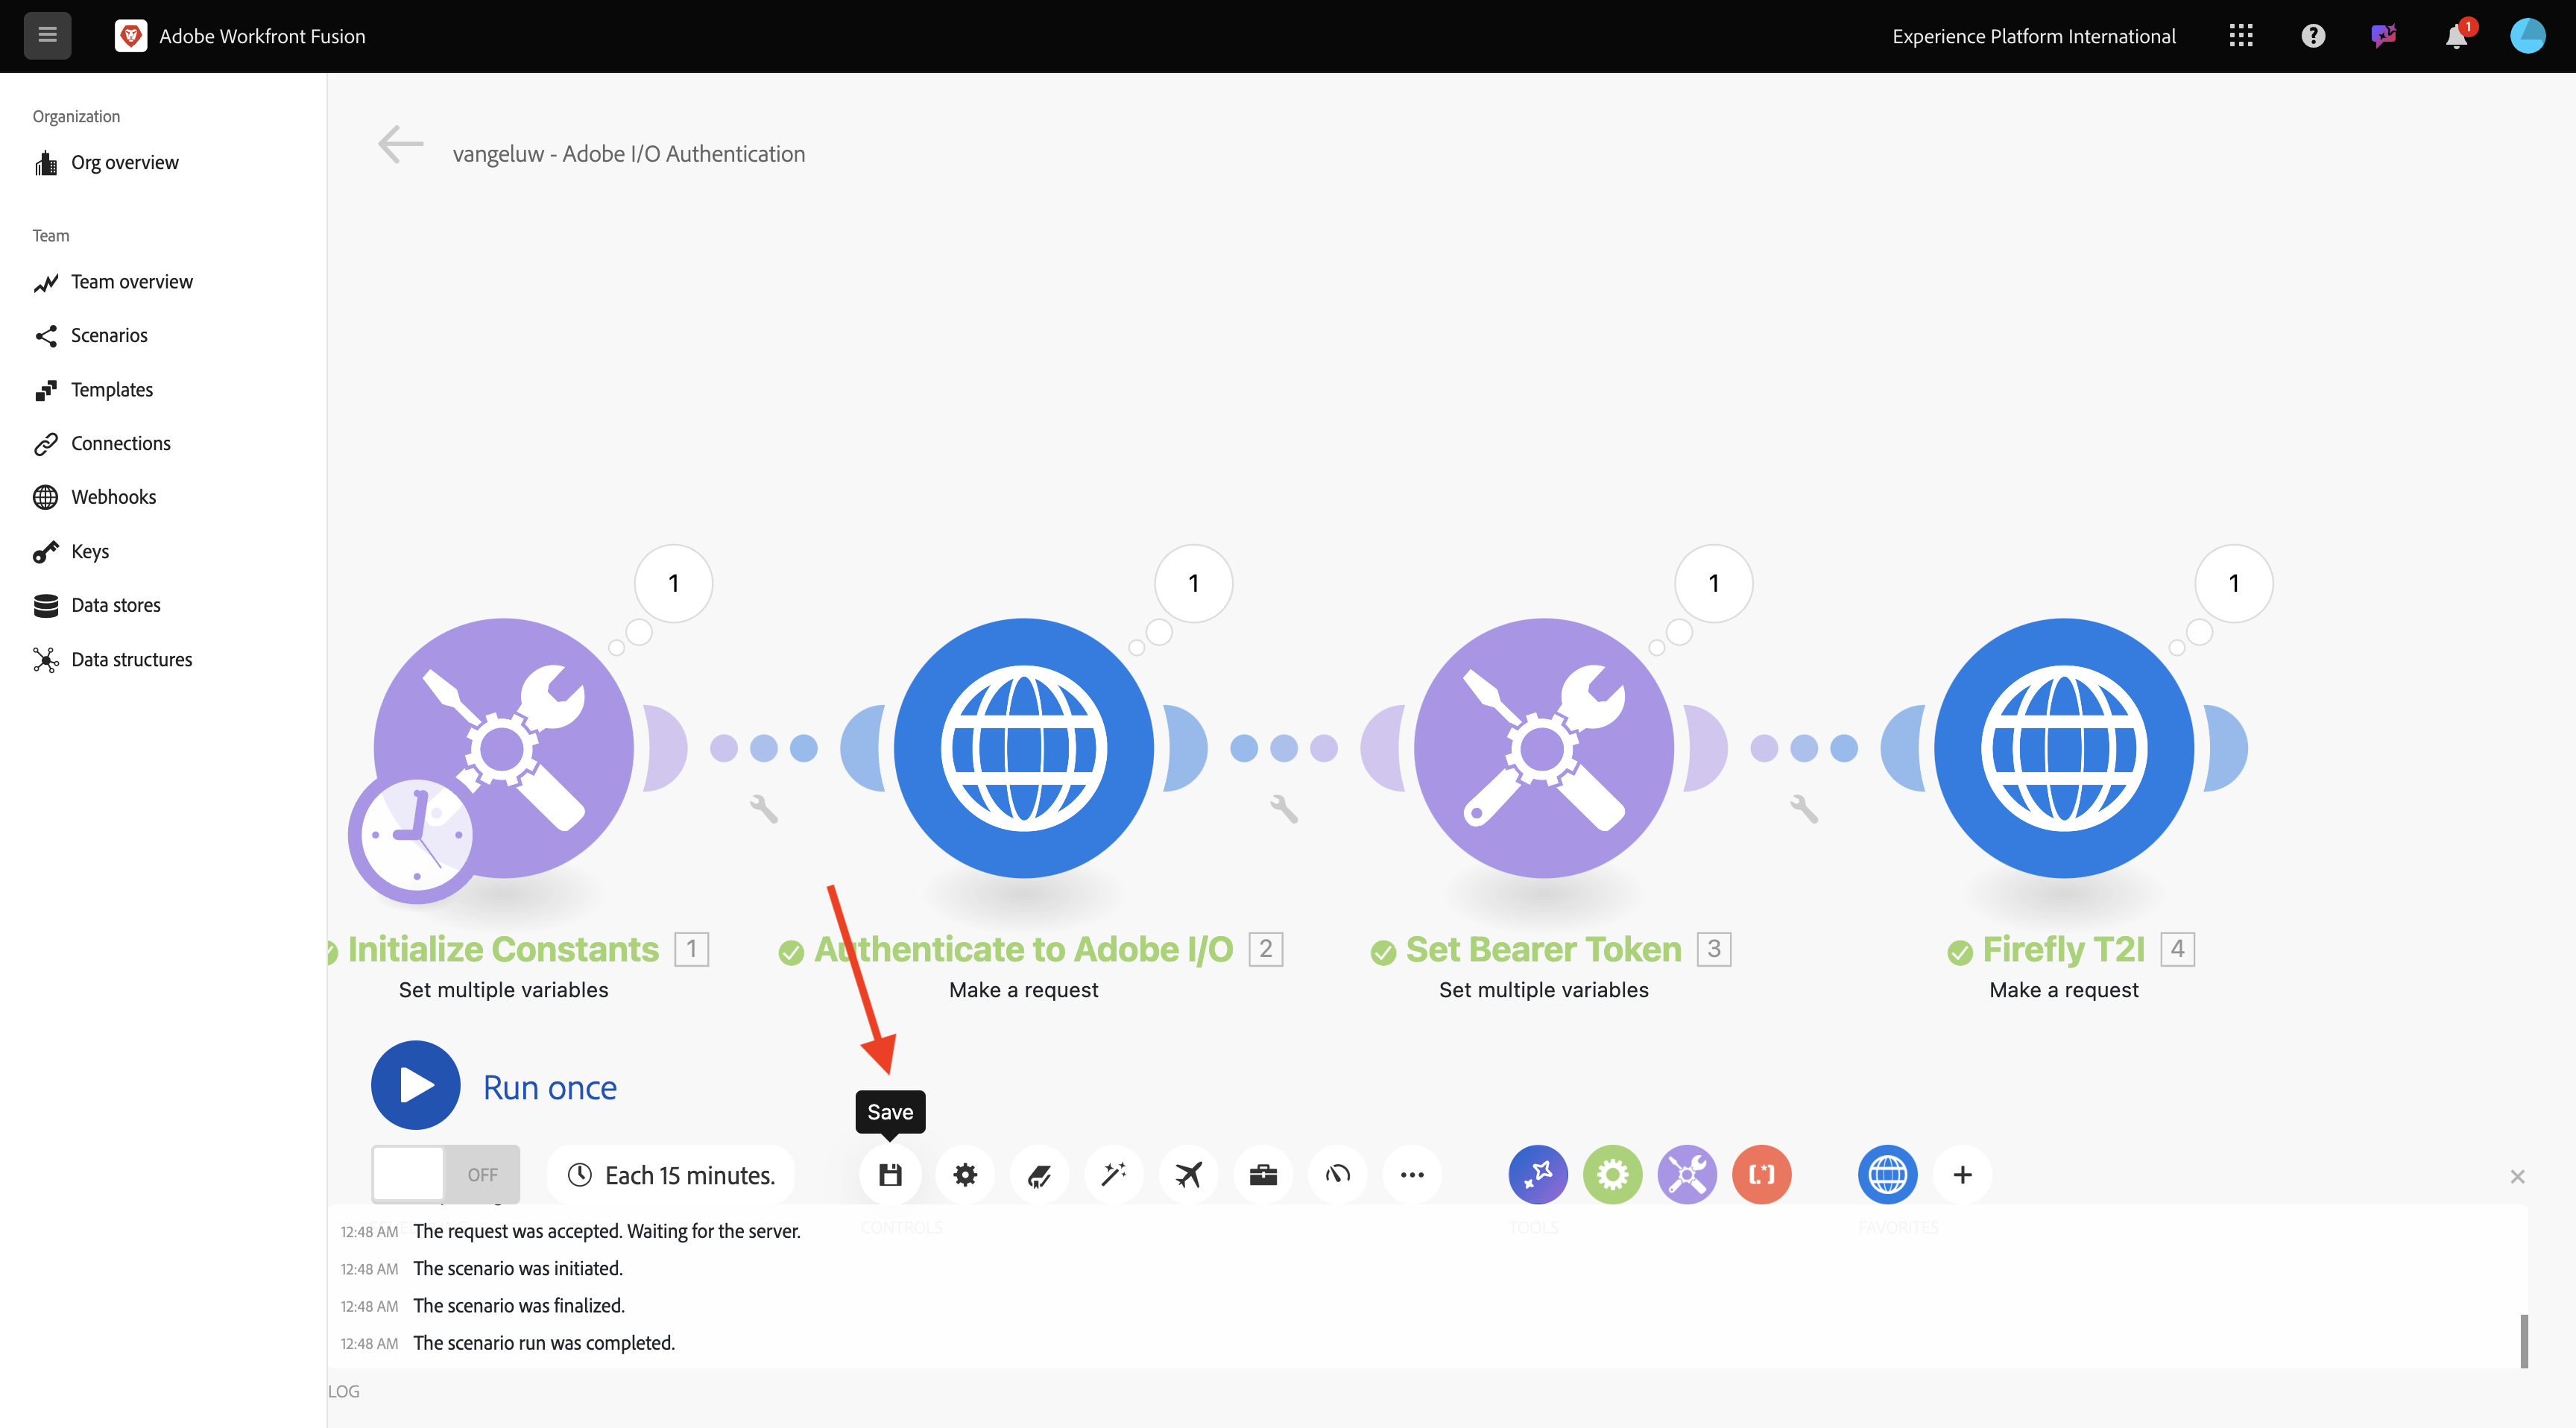 Adobe Workfront Fusion
Experience Platform International
1
Organization
Org overview
Team
Team overview
Scenarios
Templates
Connections
Webhooks
Keys
Data stores
Data structures
vangeluw - Adobe I/O Authentication
1
1
1
1
Initialize Constants 1
Set multiple variables
Authenticate to Adobe I/O 2
Make a request
Set Bearer Token 3
Set multiple variables
Firefly T2I 4
Make a request
Run once
Save
OFF
Each 15 minutes.
CONTROLS
TOOLS
FAVORITES
12:48 AM The request was accepted. Waiting for the server.
12:48 AM The scenario was initiated.
12:48 AM The scenario was finalized.
12:48 AM The scenario run was completed.
LOG